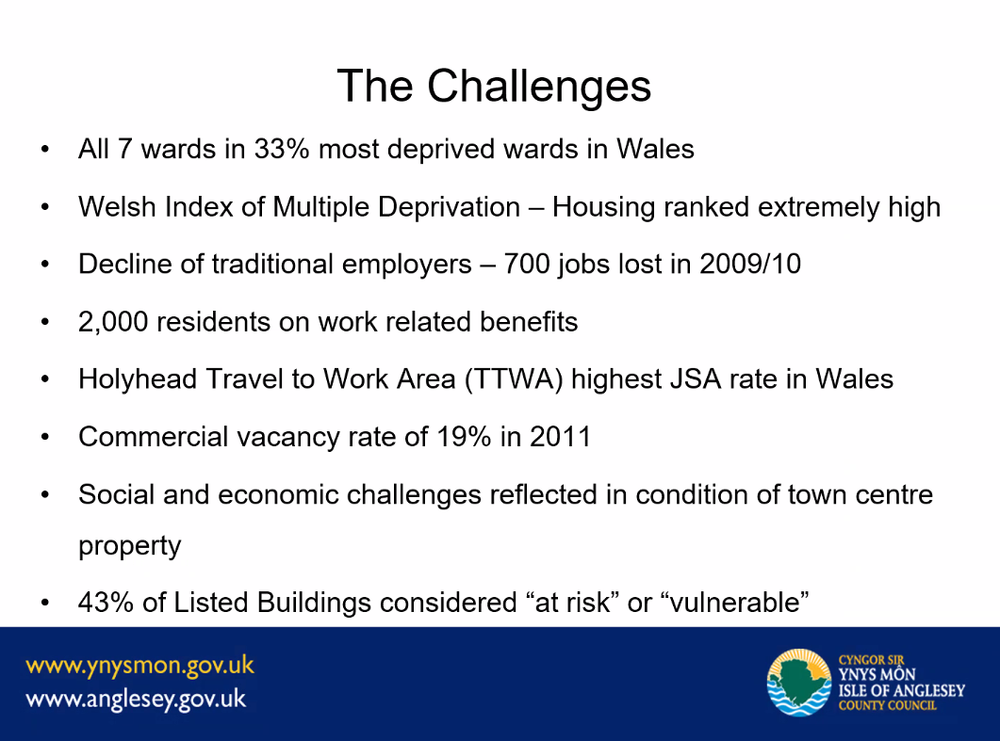 The Challenges
• All 7 wards in 33% most deprived wards in Wales
• Welsh Index of Multiple Deprivation – Housing ranked extremely high
• Decline of traditional employers – 700 jobs lost in 2009/10
• 2,000 residents on work related benefits
• Holyhead Travel to Work Area (TTWA) highest JSA rate in Wales
• Commercial vacancy rate of 19% in 2011
• Social and economic challenges reflected in condition of town centre
property
• 43% of Listed Buildings considered “at risk” or “vulnerable”
www.ynysmon.gov.uk
www.anglesey.gov.uk
CYNGOR SIR
YNYS MÔN
ISLE OF ANGLESEY
COUNTY COUNCIL